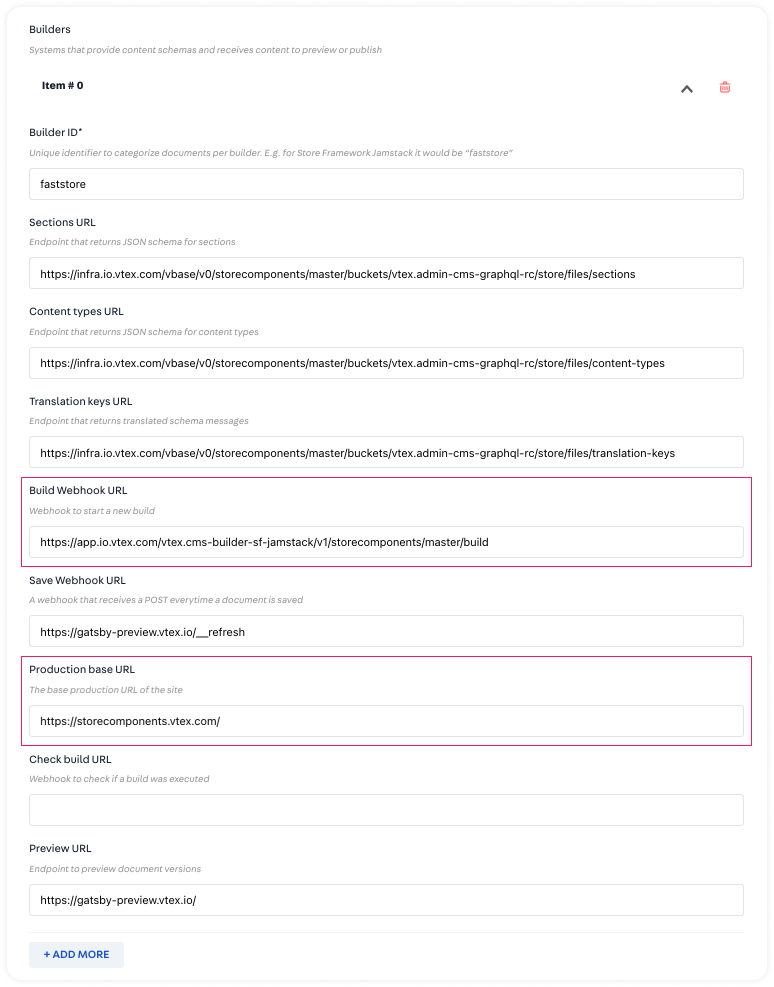 Builders
Systems that provide content schemas and receives content to preview or publish
Item # 0
Builder ID*
Unique identifier to categorize documents per builder. E.g. for Store Framework Jamstack it would be “faststore”
faststore
Sections URL
Endpoint that returns JSON schema for sections
https://infra.io.vtex.com/vbase/v0/storecomponents/master/buckets/vtex.admin-cms-graphql-rc/store/files/sections
Content types URL
Endpoint that returns JSON schema for content types
https://infra.io.vtex.com/vbase/v0/storecomponents/master/buckets/vtex.admin-cms-graphql-rc/store/files/content-types
Translation keys URL
Endpoint that returns translated schema messages
https://infra.io.vtex.com/vbase/v0/storecomponents/master/buckets/vtex.admin-cms-graphql-rc/store/files/translation-keys
Build Webhook URL
Webhook to start a new build
https://app.io.vtex.com/vtex.cms-builder-sf-jamstack/v1/storecomponents/master/build
Save Webhook URL
A webhook that receives a POST everytime a document is saved
https://gatsby-preview.vtex.io/__refresh
Production base URL
The base production URL of the site
https://storecomponents.vtex.com/
Check build URL
Webhook to check if a build was executed
Preview URL
Endpoint to preview document versions
https://gatsby-preview.vtex.io/
+ ADD MORE